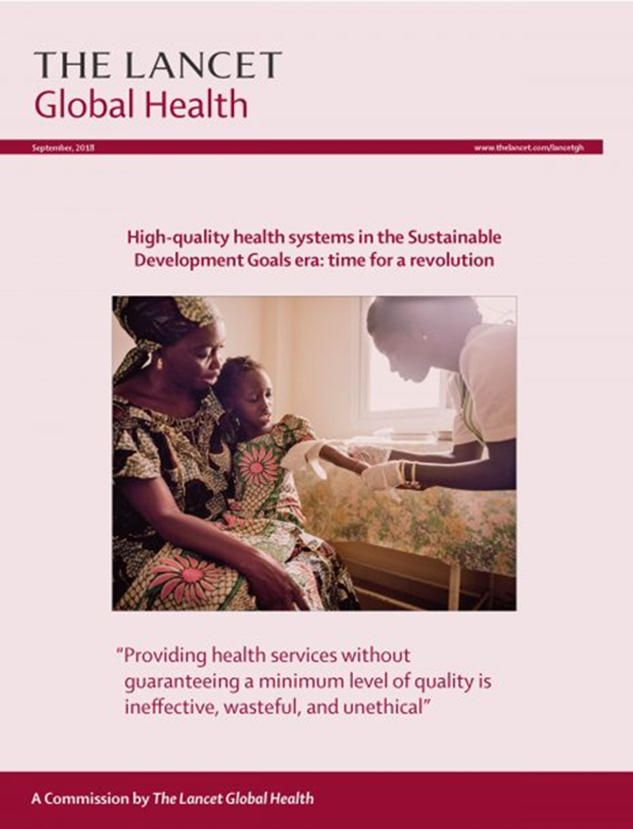 THE LANCET
Global Health
September, 2018
www.thelancet.com/lancetgh
High-quality health systems in the Sustainable
Development Goals era: time for a revolution
“Providing health services without
guaranteeing a minimum level of quality is
ineffective, wasteful, and unethical”
A Commission by The Lancet Global Health